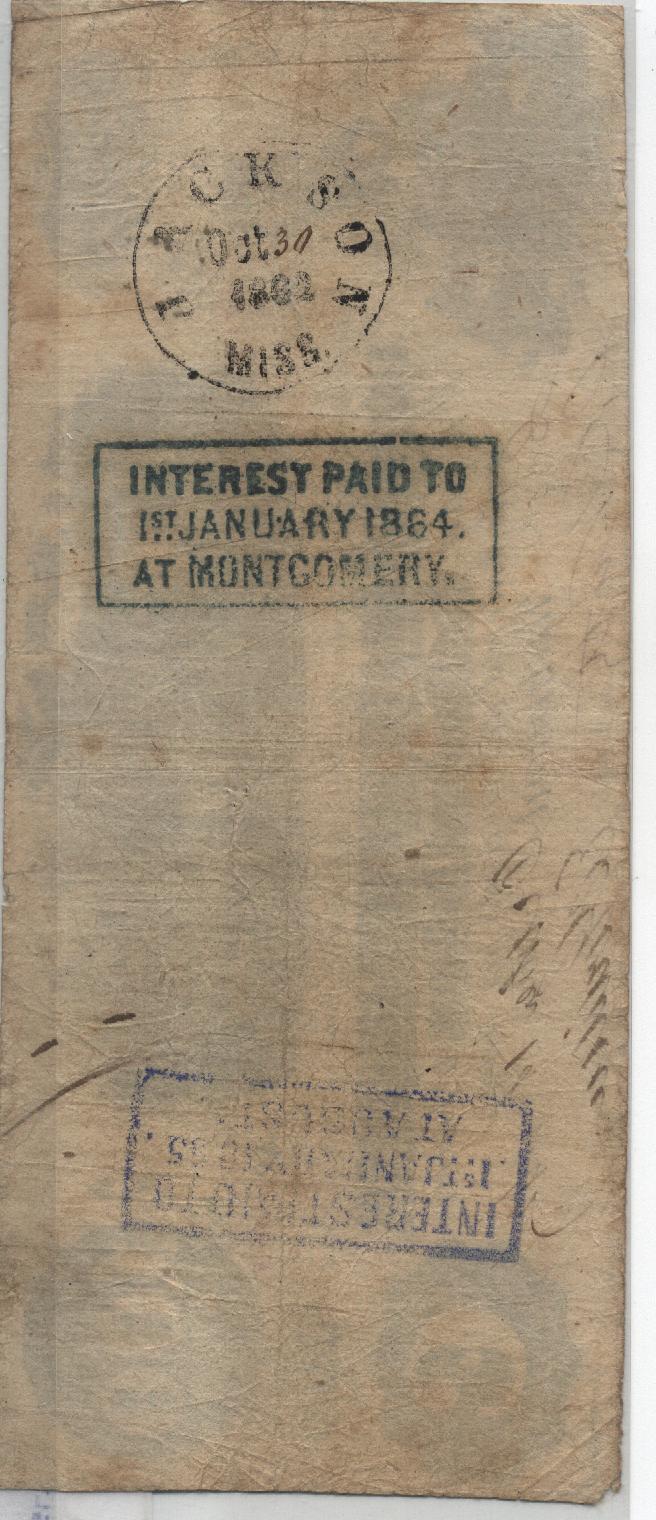 JACKSON
Oct 30
1862
MISS.
INTEREST PAID TO
1ST JANUARY 1864.
AT MONTGOMERY.
INTEREST PAID TO
1ST JANUARY 1865.
AT AUGUSTA